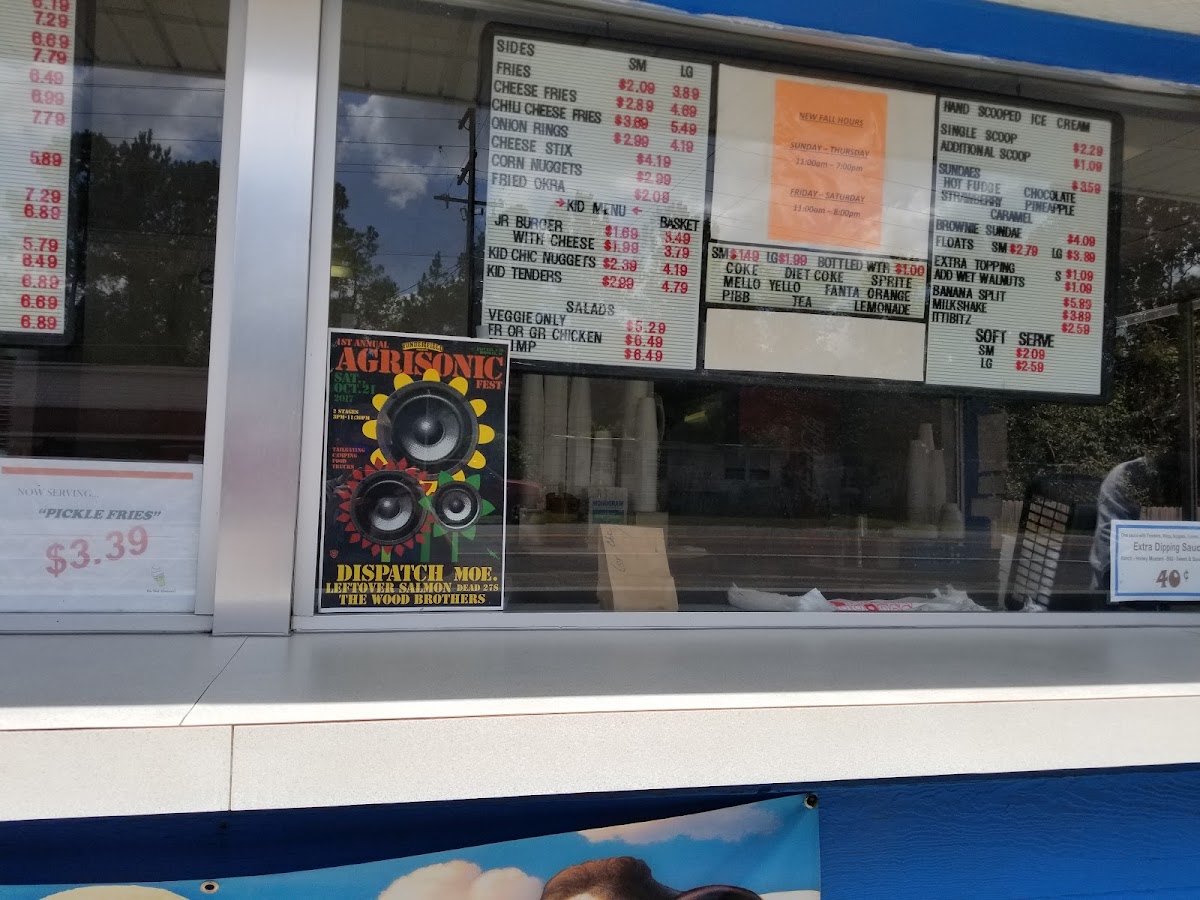 6.19
7.29
6.69
7.79
6.49
6.99
7.79
5.89
7.29
6.89
5.79
6.49
6.89
6.69
6.89
NOW SERVING...
"PICKLE FRIES"
$3.39
SIDES
SM LG
FRIES $2.09 3.89
CHEESE FRIES $2.89 4.69
CHILI CHEESE FRIES $3.69 5.49
ONION RINGS $2.99 4.19
CHEESE STIX $4.19
CORN NUGGETS $2.99
FRIED OKRA $2.09
→KID MENU← BASKET
JR BURGER $1.69 3.49
WITH CHEESE $1.99 3.79
KID CHIC NUGGETS $2.39 4.19
KID TENDERS $2.99 4.79
SALADS
VEGGIE ONLY $5.29
FR OR GR CHICKEN $6.49
IMP $6.49
NEW FALL HOURS
SUNDAY – THURSDAY
11:00am – 7:00pm
FRIDAY – SATURDAY
11:00am – 8:00pm
SM $1.49 LG $1.99 BOTTLED WTR $1.00
COKE DIET COKE SPRITE
MELLO YELLO FANTA ORANGE
PIBB TEA LEMONADE
HAND SCOOPED ICE CREAM
SINGLE SCOOP $2.29
ADDITIONAL SCOOP $1.09
SUNDAES $3.59
HOT FUDGE CHOCOLATE
STRAWBERRY PINEAPPLE
CARAMEL
BROWNIE SUNDAE $4.09
FLOATS SM $2.79 LG $3.89
EXTRA TOPPING S $1.09
ADD WET WALNUTS $1.09
BANANA SPLIT $5.89
MILKSHAKE $3.89
ITTIBITZ $2.59
SOFT SERVE
SM $2.09
LG $2.59
1ST ANNUAL
AGRISONIC
FEST
SAT.,
OCT. 21
2017
2 STAGES
3PM-11:30PM
TAILGATING
CAMPING
FOOD
TRUCKS
DISPATCH MOE.
LEFTOVER SALMON DEAD 27S
THE WOOD BROTHERS
Extra Dipping Sauc
40¢